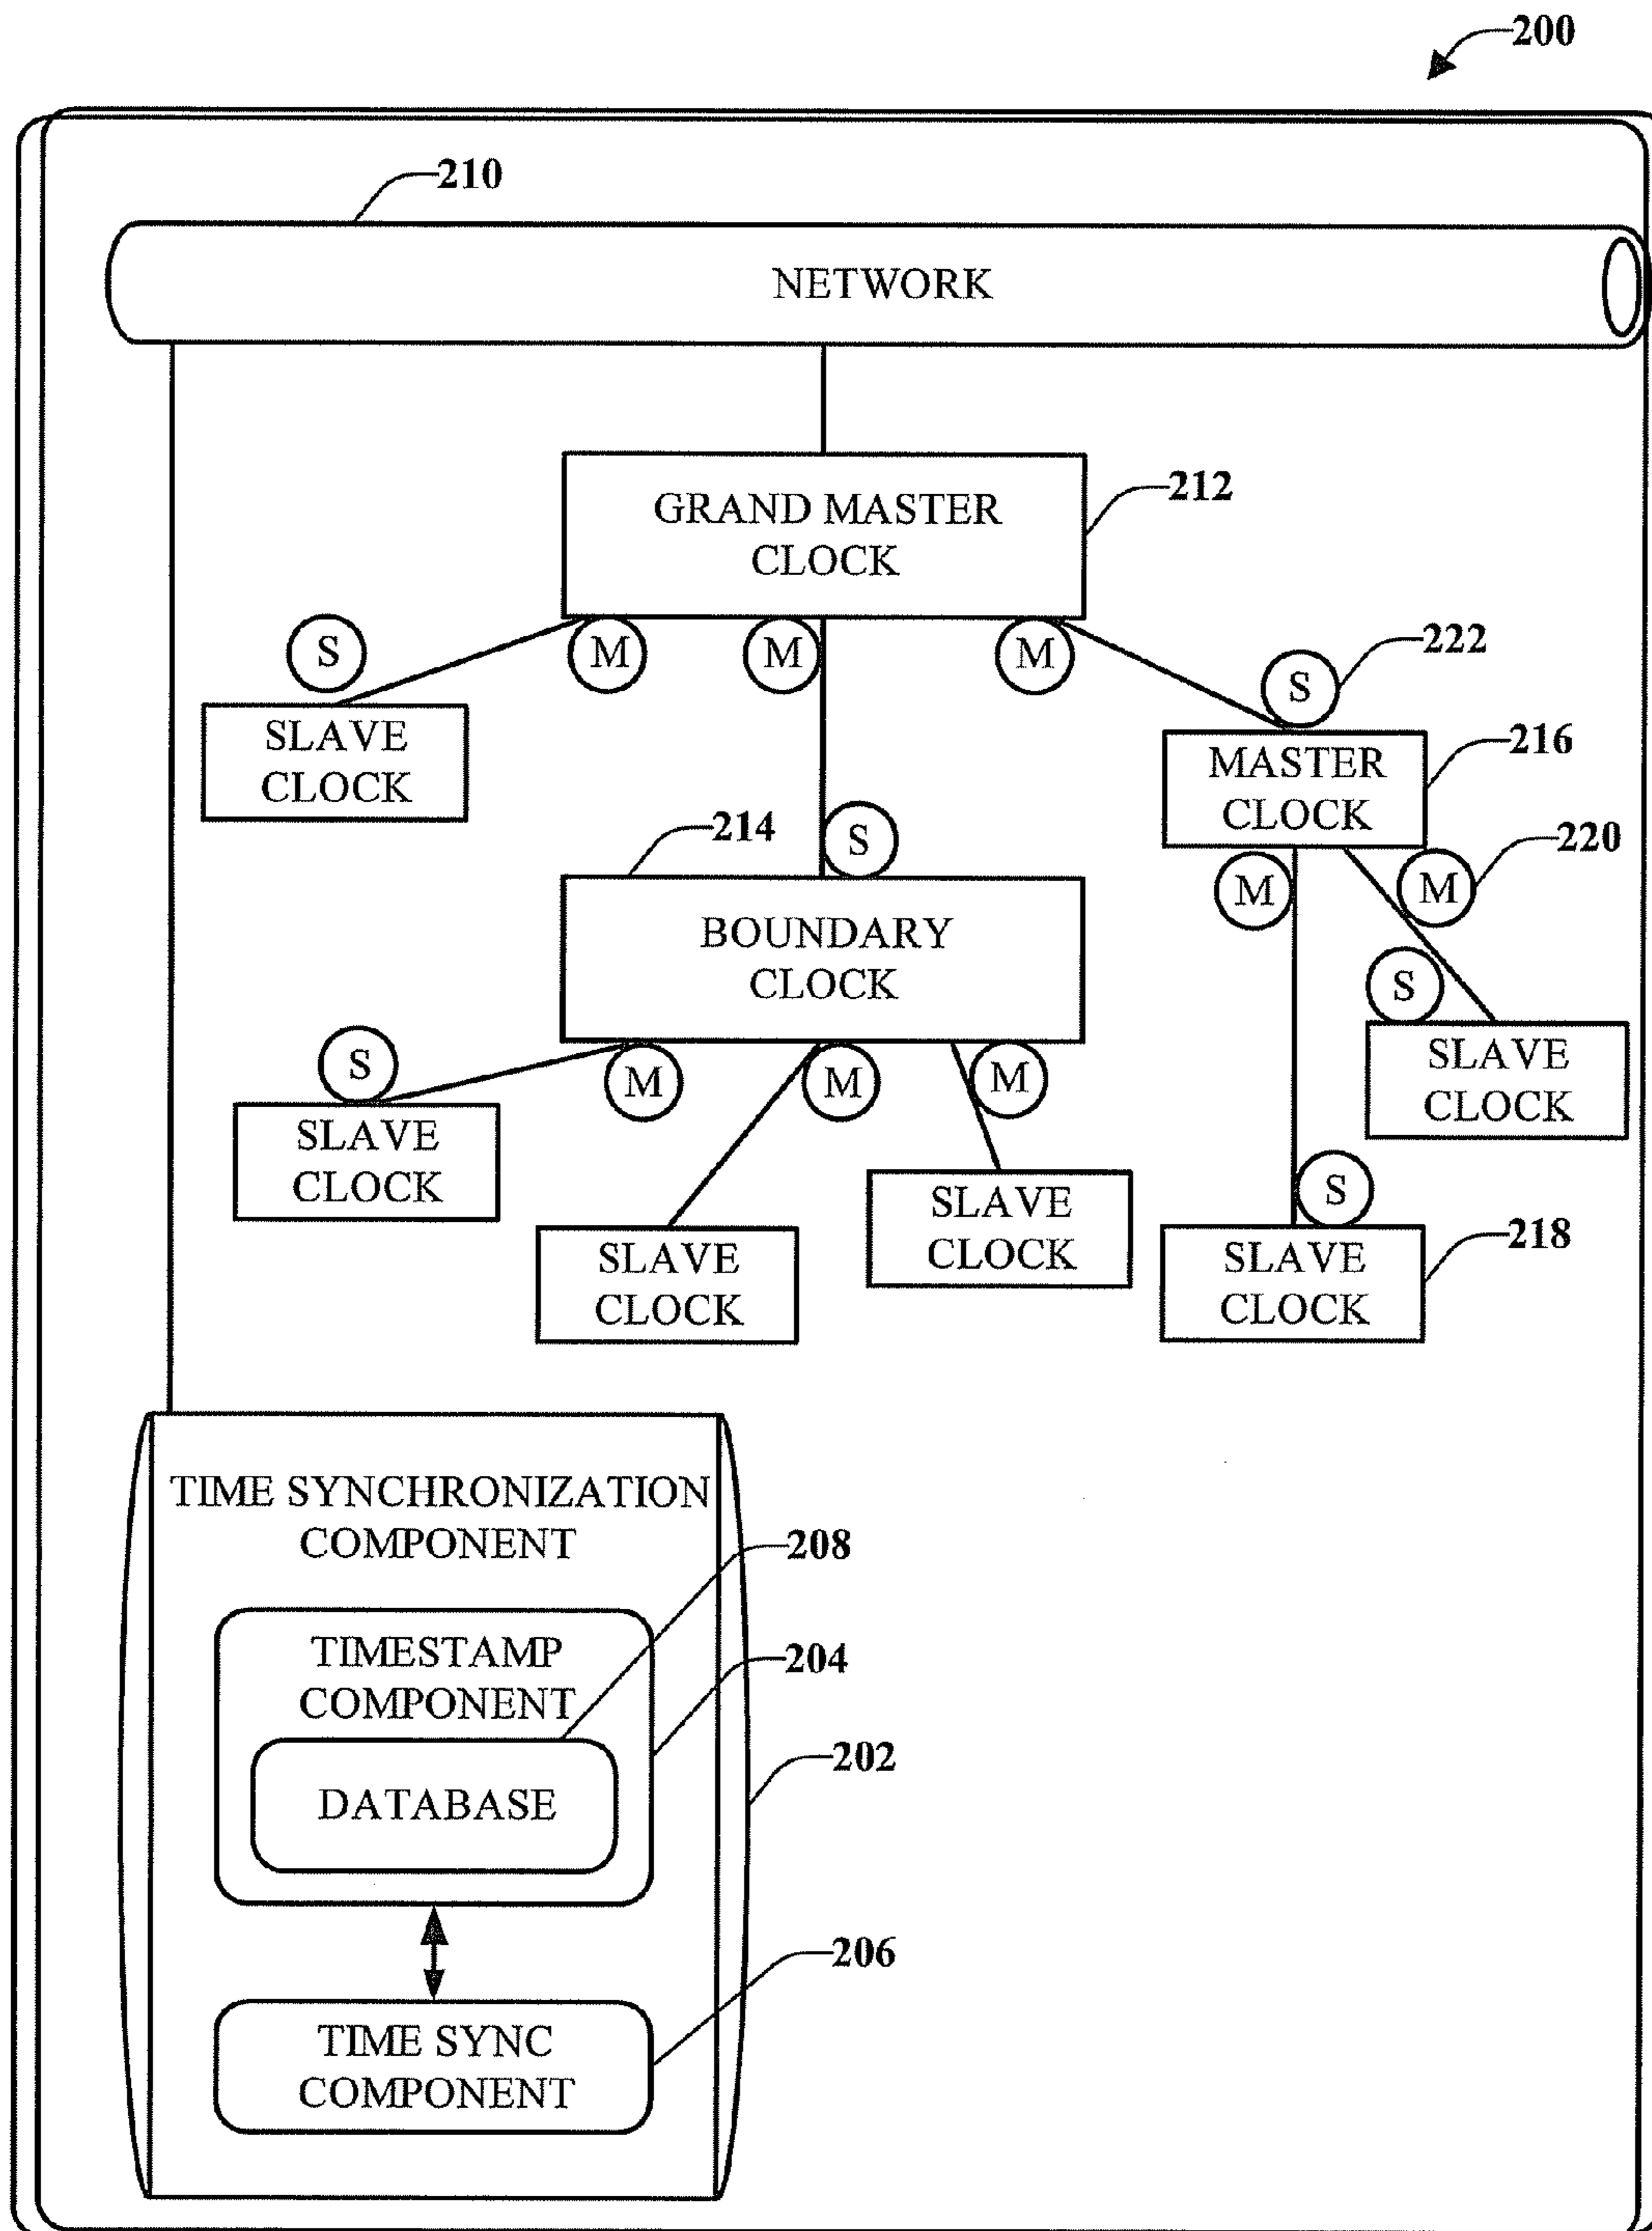 200
210
NETWORK
GRAND MASTER
CLOCK
212
S
M
M
M
S
222
SLAVE
CLOCK
MASTER
CLOCK
216
214
S
M
M
220
BOUNDARY
CLOCK
S
S
M
M
M
SLAVE
CLOCK
SLAVE
CLOCK
S
SLAVE
CLOCK
SLAVE
CLOCK
SLAVE
CLOCK
218
TIME SYNCHRONIZATION
COMPONENT
208
TIMESTAMP
COMPONENT
204
DATABASE
202
206
TIME SYNC
COMPONENT